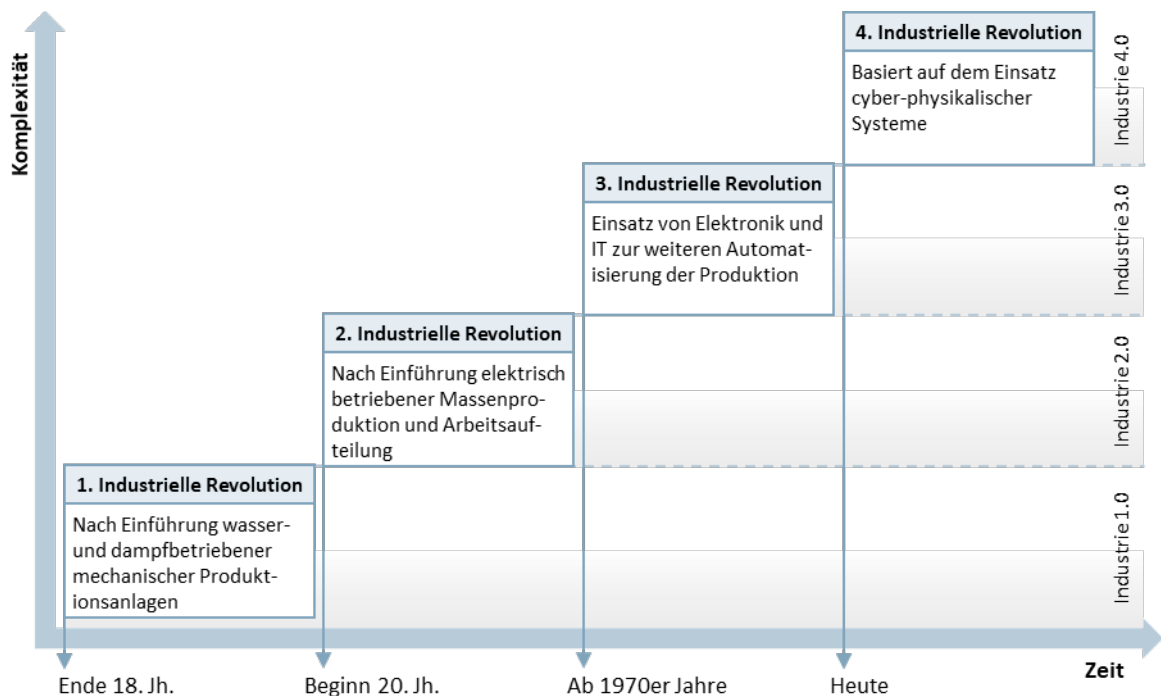 Komplexität
4. Industrielle Revolution
Basiert auf dem Einsatz
cyber-physikalischer
Systeme
Industrie 4.0
3. Industrielle Revolution
Einsatz von Elektronik und
IT zur weiteren Automat-
isierung der Produktion
Industrie 3.0
2. Industrielle Revolution
Nach Einführung elektrisch
betriebener Massenpro-
duktion und Arbeitsauf-
teilung
Industrie 2.0
1. Industrielle Revolution
Nach Einführung wasser-
und dampfbetriebener
mechanischer Produkt-
ionsanlagen
Industrie 1.0
Zeit
Ende 18. Jh.
Beginn 20. Jh.
Ab 1970er Jahre
Heute